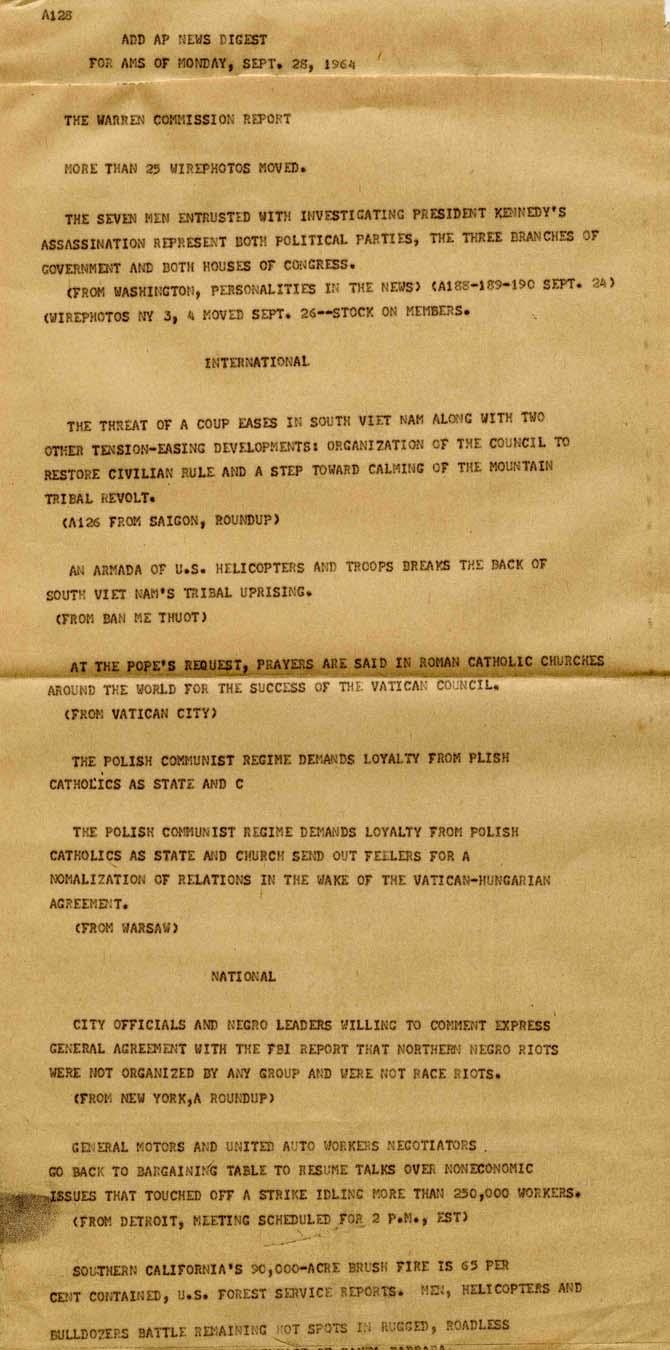 A128
ADD AP NEWS DIGEST
FOR AMS OF MONDAY, SEPT. 28, 1964
THE WARREN COMMISSION REPORT
MORE THAN 25 WIREPHOTOS MOVED.
THE SEVEN MEN ENTRUSTED WITH INVESTIGATING PRESIDENT KENNEDY'S
ASSASSINATION REPRESENT BOTH POLITICAL PARTIES, THE THREE BRANCHES OF
GOVERNMENT AND BOTH HOUSES OF CONGRESS.
(FROM WASHINGTON, PERSONALITIES IN THE NEWS) (A188-189-190 SEPT. 24)
(WIREPHOTOS NY 3, 4 MOVED SEPT. 26--STOCK ON MEMBERS.
INTERNATIONAL
THE THREAT OF A COUP EASES IN SOUTH VIET NAM ALONG WITH TWO
OTHER TENSION-EASING DEVELOPMENTS: ORGANIZATION OF THE COUNCIL TO
RESTORE CIVILIAN RULE AND A STEP TOWARD CALMING OF THE MOUNTAIN
TRIBAL REVOLT.
(A126 FROM SAIGON, ROUNDUP)
AN ARMADA OF U.S. HELICOPTERS AND TROOPS BREAKS THE BACK OF
SOUTH VIET NAM'S TRIBAL UPRISING.
(FROM BAN ME THUOT)
AT THE POPE'S REQUEST, PRAYERS ARE SAID IN ROMAN CATHOLIC CHURCHES
AROUND THE WORLD FOR THE SUCCESS OF THE VATICAN COUNCIL.
(FROM VATICAN CITY)
THE POLISH COMMUNIST REGIME DEMANDS LOYALTY FROM PLISH
CATHOLICS AS STATE AND C
THE POLISH COMMUNIST REGIME DEMANDS LOYALTY FROM POLISH
CATHOLICS AS STATE AND CHURCH SEND OUT FEELERS FOR A
NOMALIZATION OF RELATIONS IN THE WAKE OF THE VATICAN-HUNGARIAN
AGREEMENT.
(FROM WARSAW)
NATIONAL
CITY OFFICIALS AND NEGRO LEADERS WILLING TO COMMENT EXPRESS
GENERAL AGREEMENT WITH THE FBI REPORT THAT NORTHERN NEGRO RIOTS
WERE NOT ORGANIZED BY ANY GROUP AND WERE NOT RACE RIOTS.
(FROM NEW YORK,A ROUNDUP)
GENERAL MOTORS AND UNITED AUTO WORKERS NEGOTIATORS
GO BACK TO BARGAINING TABLE TO RESUME TALKS OVER NONECONOMIC
ISSUES THAT TOUCHED OFF A STRIKE IDLING MORE THAN 250,000 WORKERS.
(FROM DETROIT, MEETING SCHEDULED FOR 2 P.M., EST)
SOUTHERN CALIFORNIA'S 90,000-ACRE BRUSH FIRE IS 65 PER
CENT CONTAINED, U.S. FOREST SERVICE REPORTS. MEN, HELICOPTERS AND
BULLDOZERS BATTLE REMAINING HOT SPOTS IN RUGGED, ROADLESS